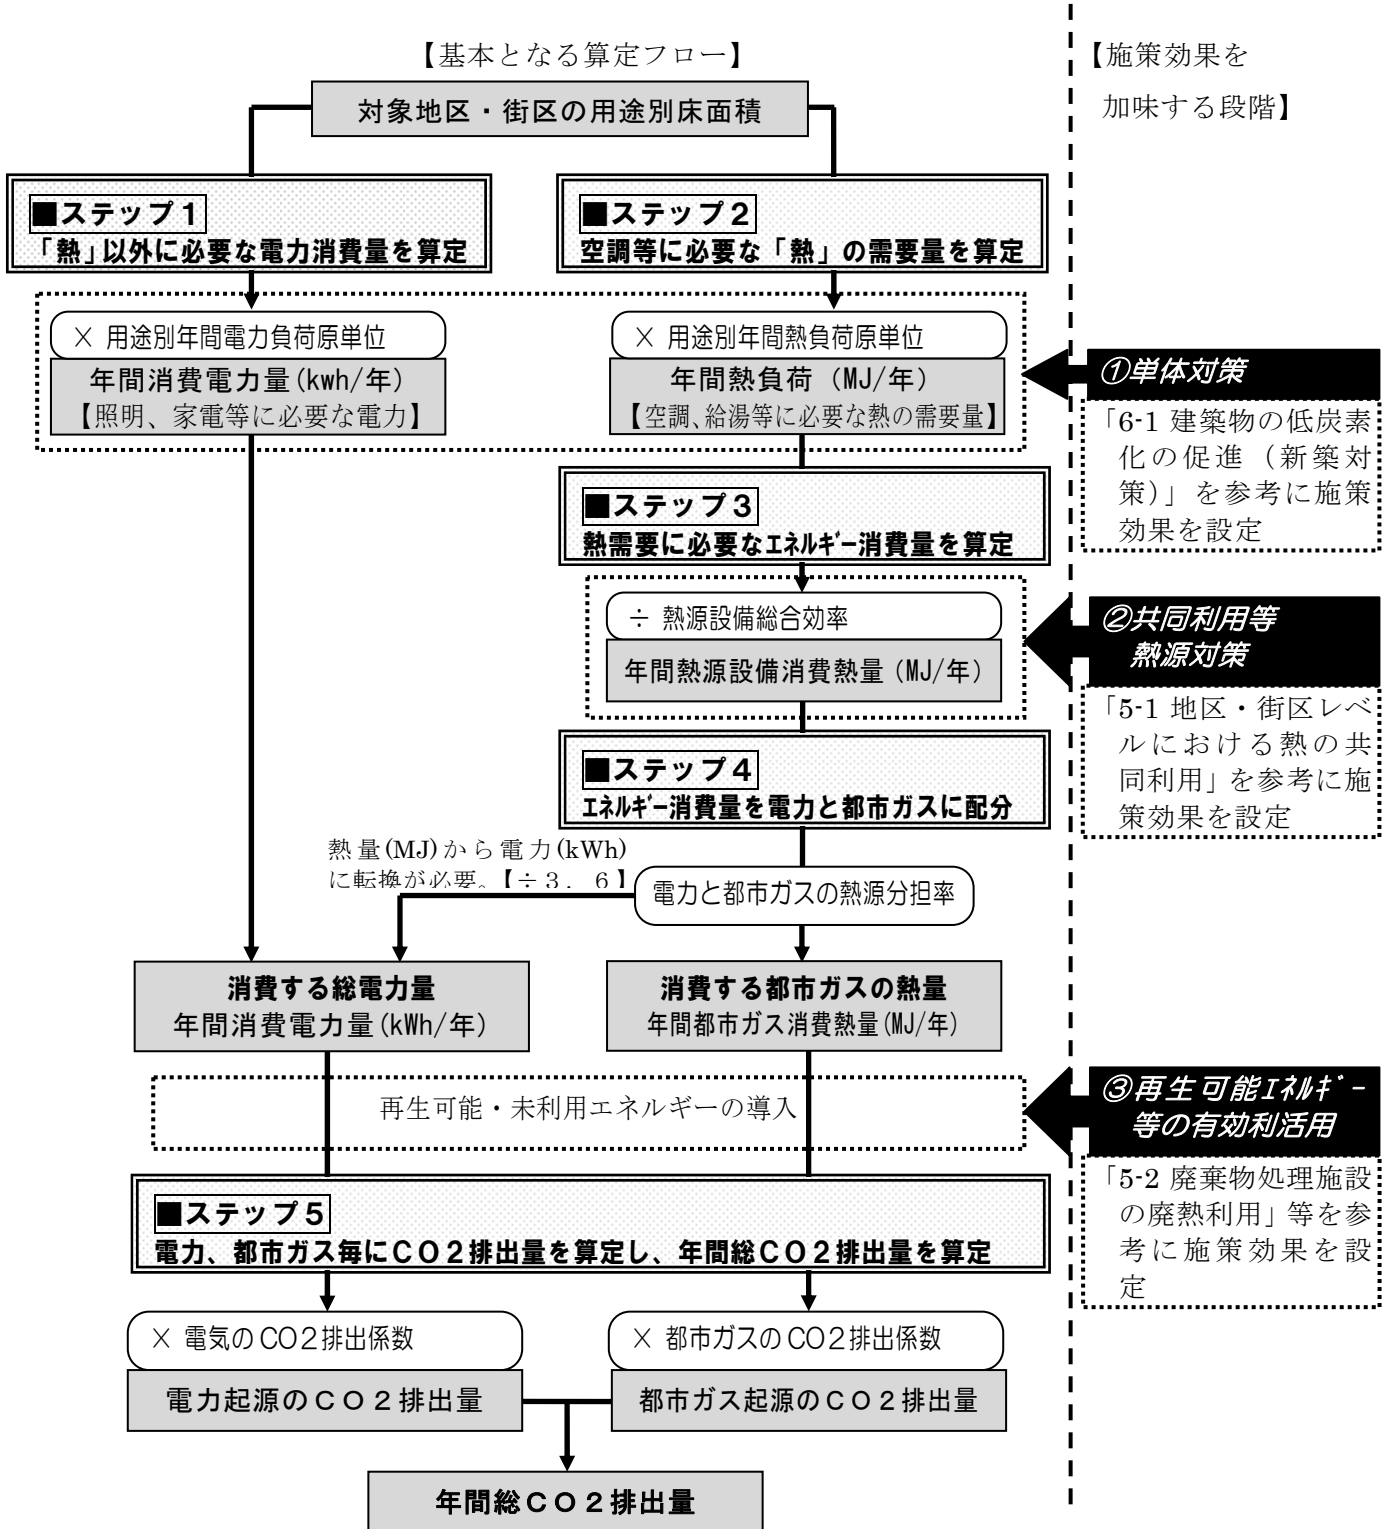 【基本となる算定フロー】
【施策効果を
加味する段階】
対象地区・街区の用途別床面積
■ステップ１
「熱」以外に必要な電力消費量を算定
■ステップ２
空調等に必要な「熱」の需要量を算定
× 用途別年間電力負荷原単位
年間消費電力量(kwh/年)
【照明、家電等に必要な電力】
× 用途別年間熱負荷原単位
年間熱負荷 (MJ/年)
【空調、給湯等に必要な熱の需要量】
①単体対策
「6-1 建築物の低炭素
化の促進（新築対
策）」を参考に施策
効果を設定
■ステップ３
熱需要に必要なｴﾈﾙｷﾞｰ消費量を算定
÷ 熱源設備総合効率
年間熱源設備消費熱量 (MJ/年)
②共同利用等
熱源対策
「5-1 地区・街区レベ
ルにおける熱の共
同利用」を参考に施
策効果を設定
■ステップ４
ｴﾈﾙｷﾞｰ消費量を電力と都市ガスに配分
熱量(MJ)から電力(kWh)
に転換が必要。【÷３．６】
電力と都市ガスの熱源分担率
消費する総電力量
年間消費電力量(kWh/年)
消費する都市ガスの熱量
年間都市ガス消費熱量(MJ/年)
再生可能・未利用エネルギーの導入
③再生可能ｴﾈﾙｷﾞｰ
等の有効利活用
「5-2 廃棄物処理施設
の廃熱利用」等を参
考に施策効果を設
定
■ステップ５
電力、都市ガス毎にＣＯ２排出量を算定し、年間総ＣＯ２排出量を算定
× 電気のＣＯ２排出係数
電力起源のＣＯ２排出量
× 都市ガスのＣＯ２排出係数
都市ガス起源のＣＯ２排出量
年間総ＣＯ２排出量